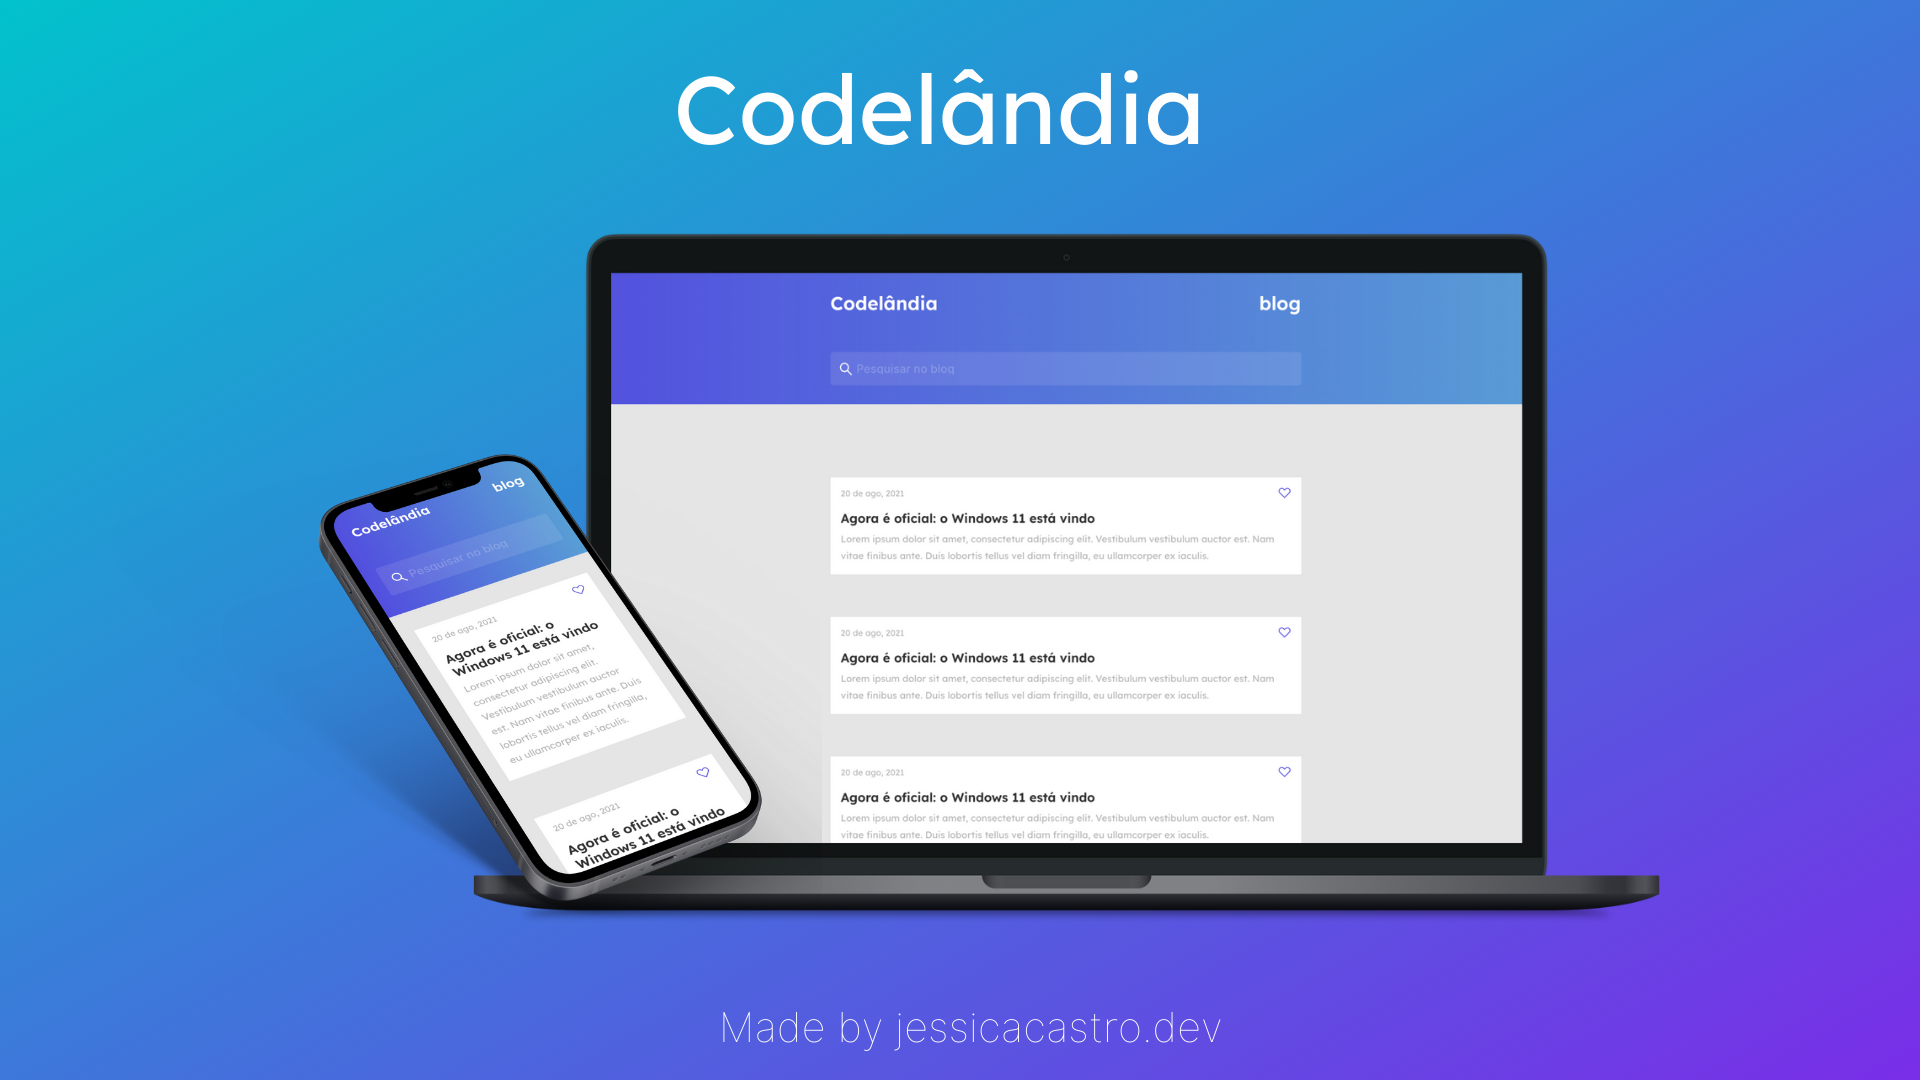 Codelândia
Codelândia
blog
Pesquisar no blog
20 de ago, 2021
Agora é oficial: o Windows 11 está vindo
Lorem ipsum dolor sit amet, consectetur adipiscing elit. Vestibulum vestibulum auctor est. Nam
vitae finibus ante. Duis lobortis tellus vel diam fringilla, eu ullamcorper ex iaculis.
20 de ago, 2021
Agora é oficial: o Windows 11 está vindo
Lorem ipsum dolor sit amet, consectetur adipiscing elit. Vestibulum vestibulum auctor est. Nam
vitae finibus ante. Duis lobortis tellus vel diam fringilla, eu ullamcorper ex iaculis.
20 de ago, 2021
Agora é oficial: o Windows 11 está vindo
Lorem ipsum dolor sit amet, consectetur adipiscing elit. Vestibulum vestibulum auctor est. Nam
vitae finibus ante. Duis lobortis tellus vel diam fringilla, eu ullamcorper ex iaculis.
Codelândia
blog
Pesquisar no blog
20 de ago, 2021
Agora é oficial: o
Windows 11 está vindo
Lorem ipsum dolor sit amet,
consectetur adipiscing elit.
Vestibulum vestibulum auctor
est. Nam vitae finibus ante. Duis
lobortis tellus vel diam fringilla,
eu ullamcorper ex iaculis.
20 de ago, 2021
Agora é oficial: o
Windows 11 está vindo
Made by jessicacastro.dev